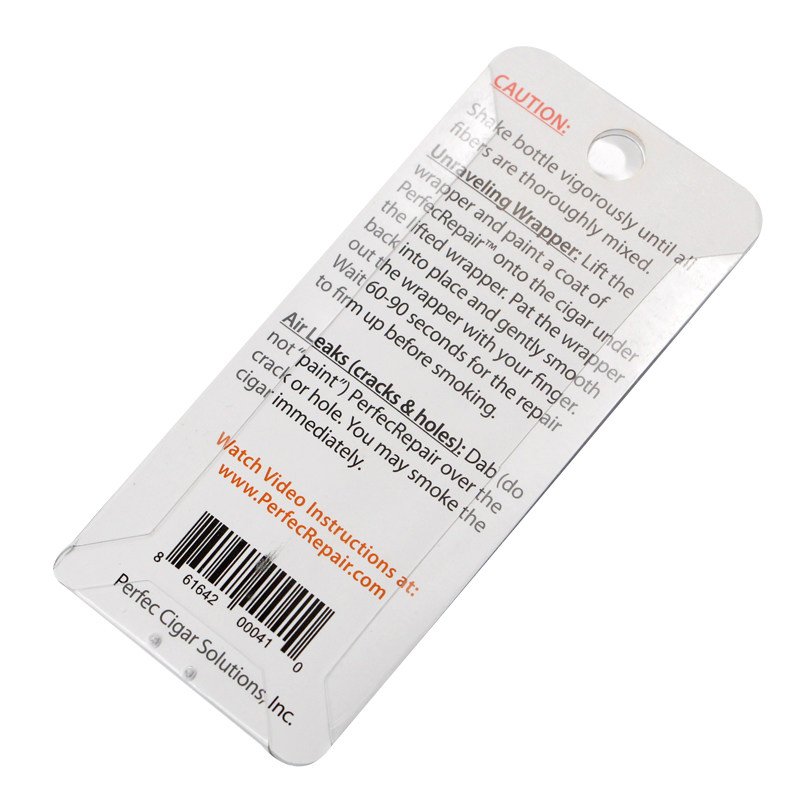 CAUTION:
Shake bottle vigorously until all
fibers are thoroughly mixed.
Unraveling Wrapper: Lift the
wrapper and paint a coat of
PerfecRepair™ onto the cigar under
the lifted wrapper. Pat the wrapper
back into place and gently smooth
out the wrapper with your finger.
Wait 60-90 seconds for the repair
to firm up before smoking.
Air Leaks (cracks & holes): Dab (do
not "paint") PerfecRepair over the
crack or hole. You may smoke the
cigar immediately.
Watch Video Instructions at:
www.PerfecRepair.com
8 61642 00041 0
Perfec Cigar Solutions, Inc.